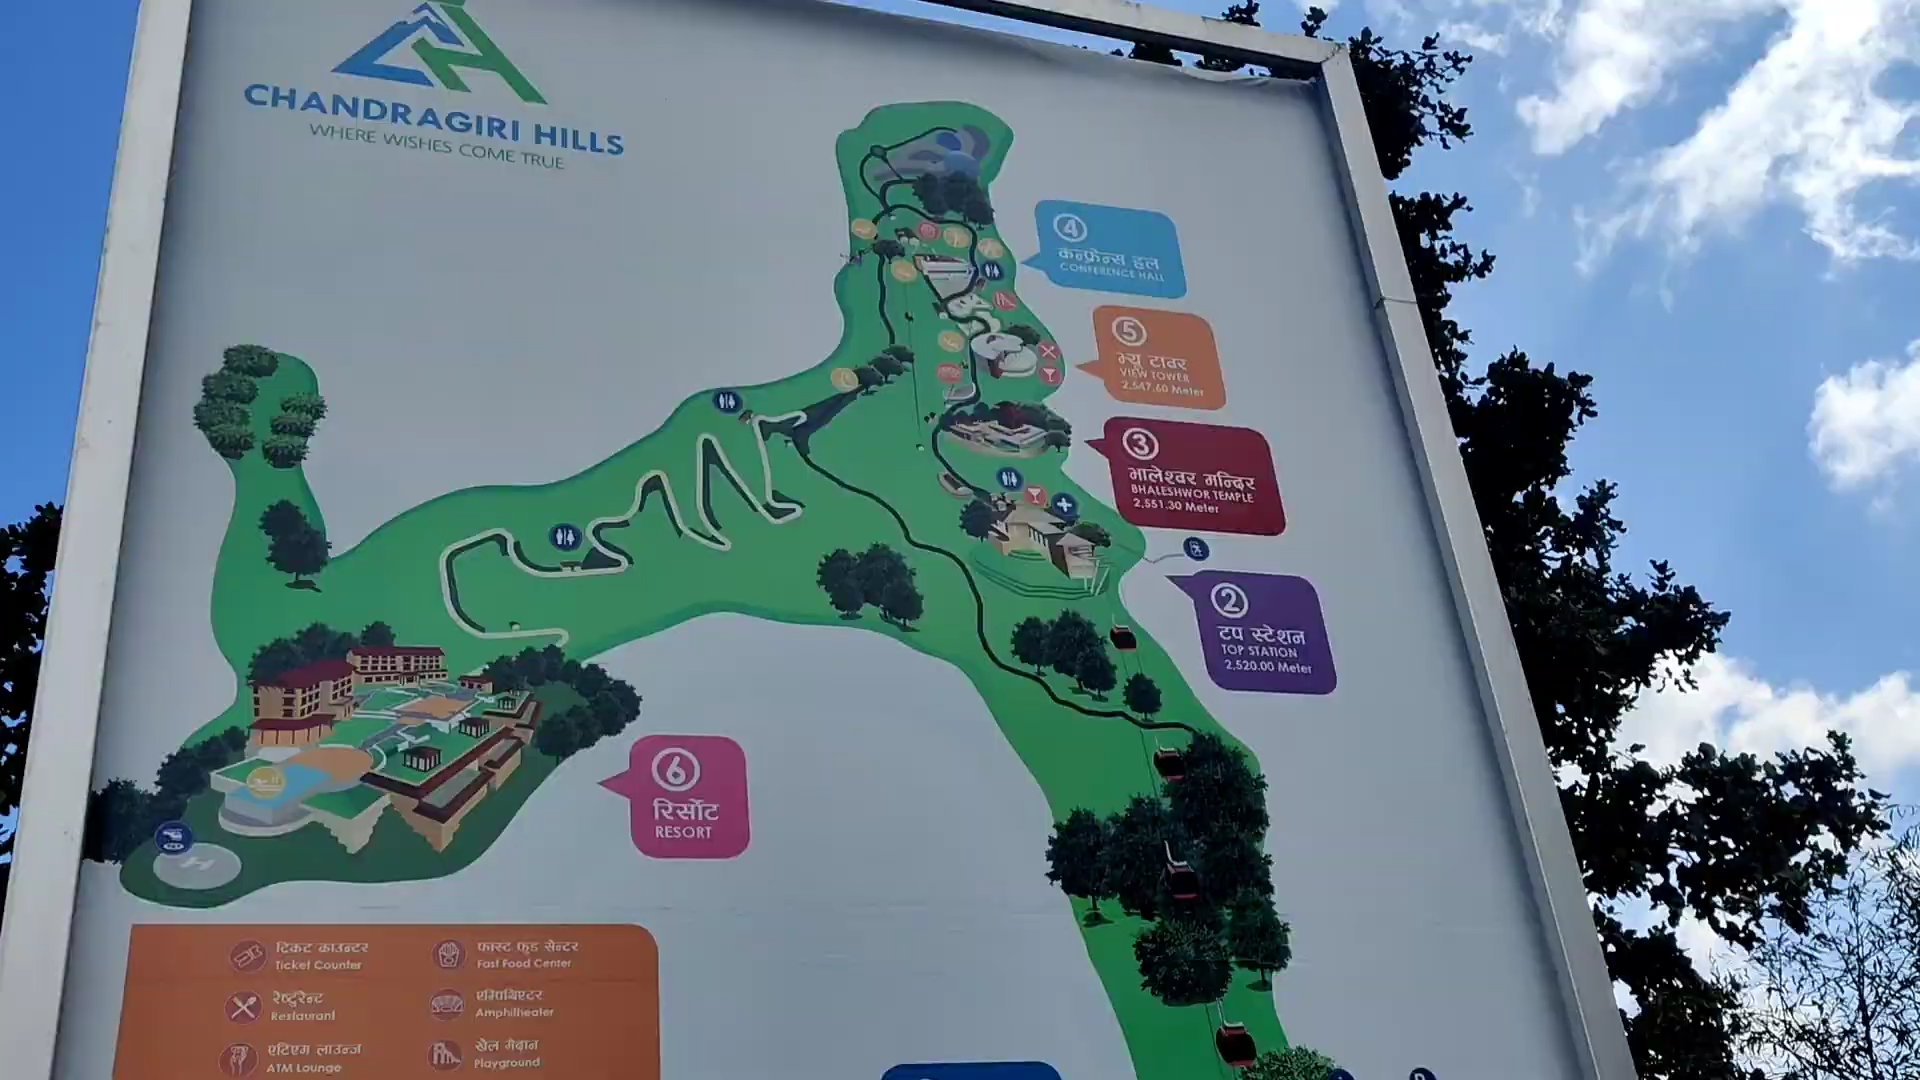 CHANDRAGIRI HILLS
WHERE WISHES COME TRUE
4
कन्फ्रेन्स हल
CONFERENCE HALL
5
भ्यू टावर
VIEW TOWER
2,547.60 Meter
3
भालेश्वर मन्दिर
BHALESHWOR TEMPLE
2,551.30 Meter
2
टप स्टेशन
TOP STATION
2,520.00 Meter
6
रिसोर्ट
RESORT
H
टिकट काउन्टर
Ticket Counter
फास्ट फुड सेन्टर
Fast Food Center
रेष्टुरेन्ट
Restaurant
एम्पिथिएटर
Amphitheater
एटिएम लाउन्ज
ATM Lounge
खेल मैदान
Playground